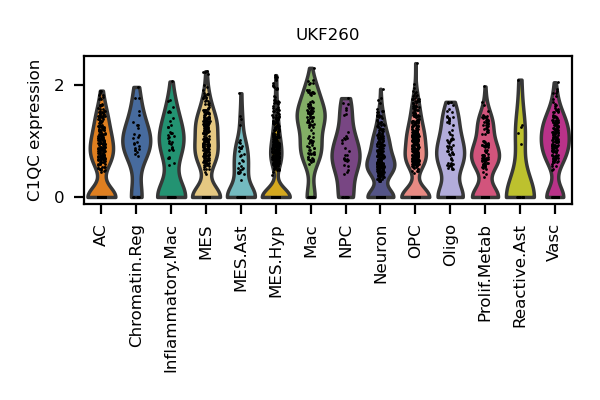 UKF260
C1QC expression
2
0
AC
Chromatin.Reg
Inflammatory.Mac
MES
MES.Ast
MES.Hyp
Mac
NPC
Neuron
OPC
Oligo
Prolif.Metab
Reactive.Ast
Vasc